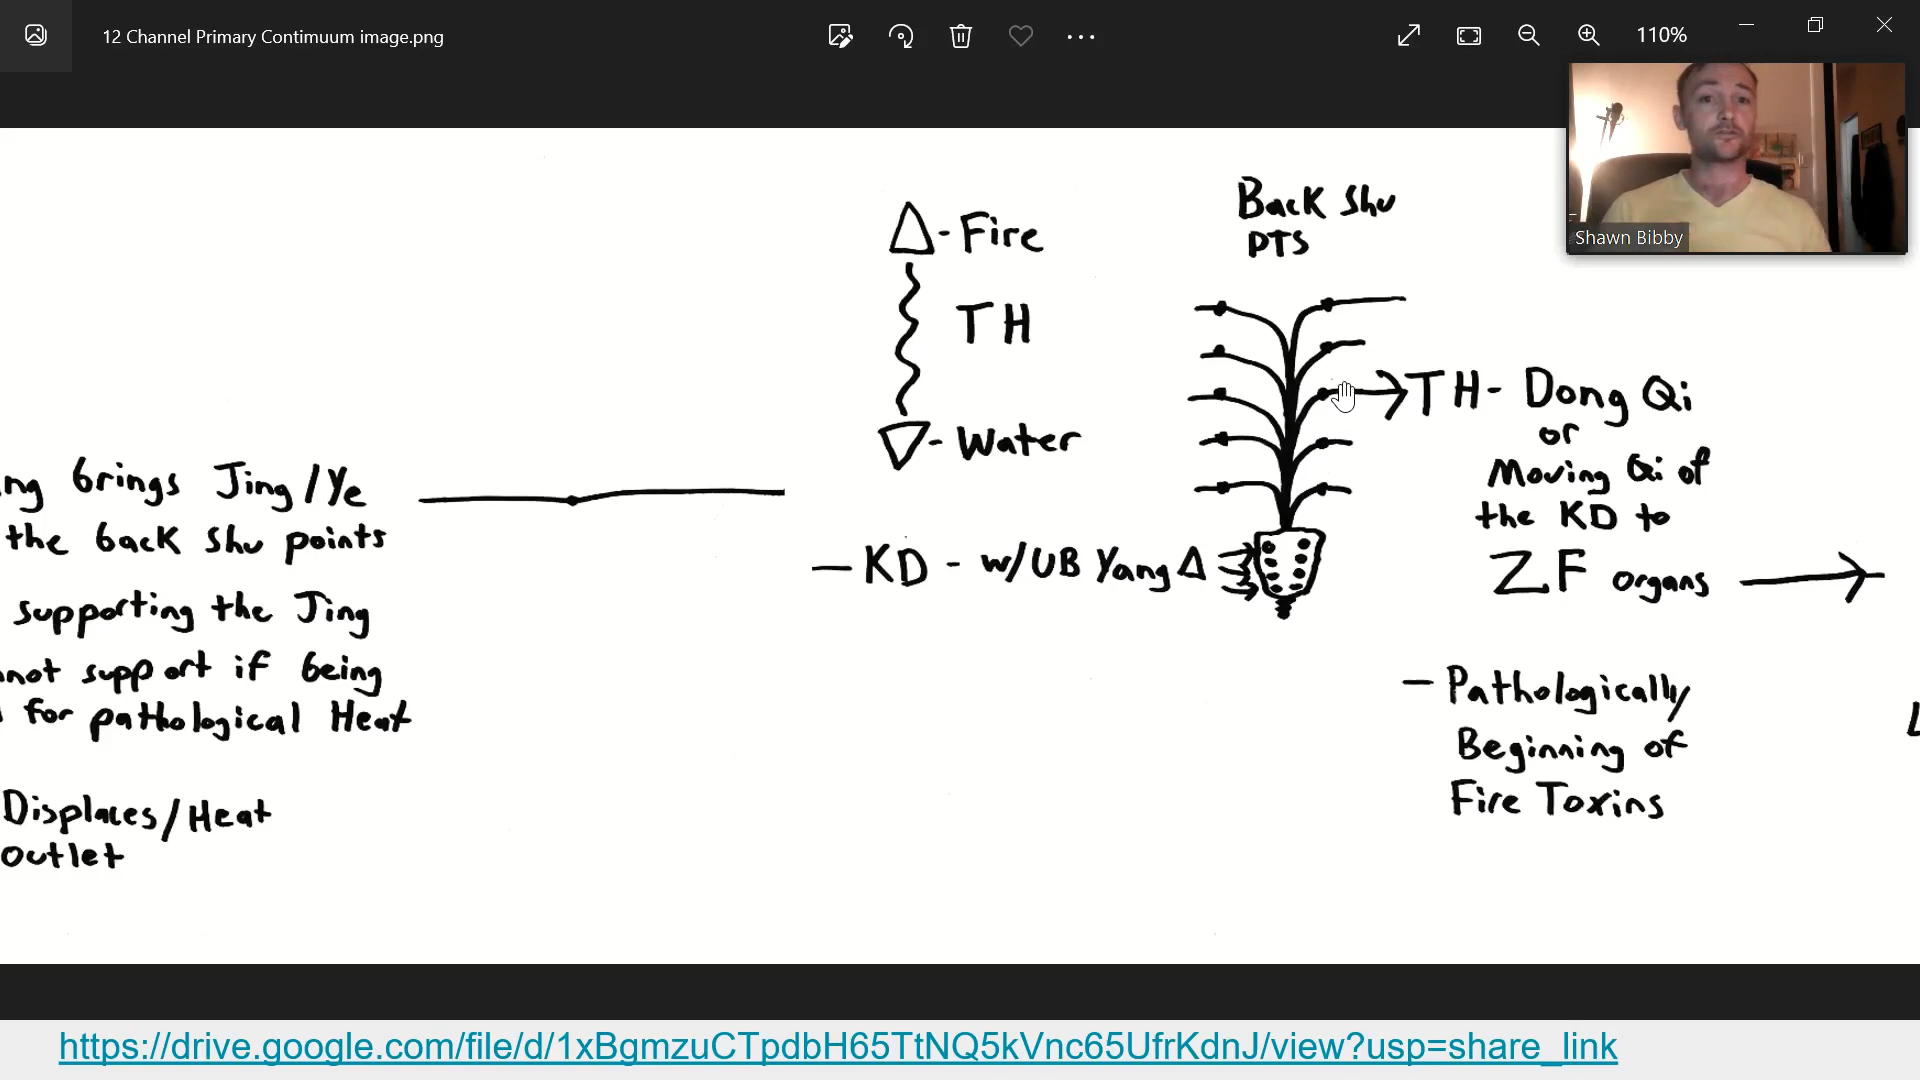 12 Channel Primary Contimuum image.png
110%
Shawn Bibby
Back Shu
PTS
Δ - Fire
TH
∇ - Water
TH - Dong Qi
or
Moving Qi of
the KD to
ZF organs
ng brings Jing/Ye
the back shu points
supporting the Jing
not support if being
for pathological Heat
Displaces/Heat
outlet
— KD - w/UB Yang Δ
— Pathologically
Beginning of
Fire Toxins
https://drive.google.com/file/d/1xBgmzuCTpdbH65TtNQ5kVnc65UfrKdnJ/view?usp=share_link